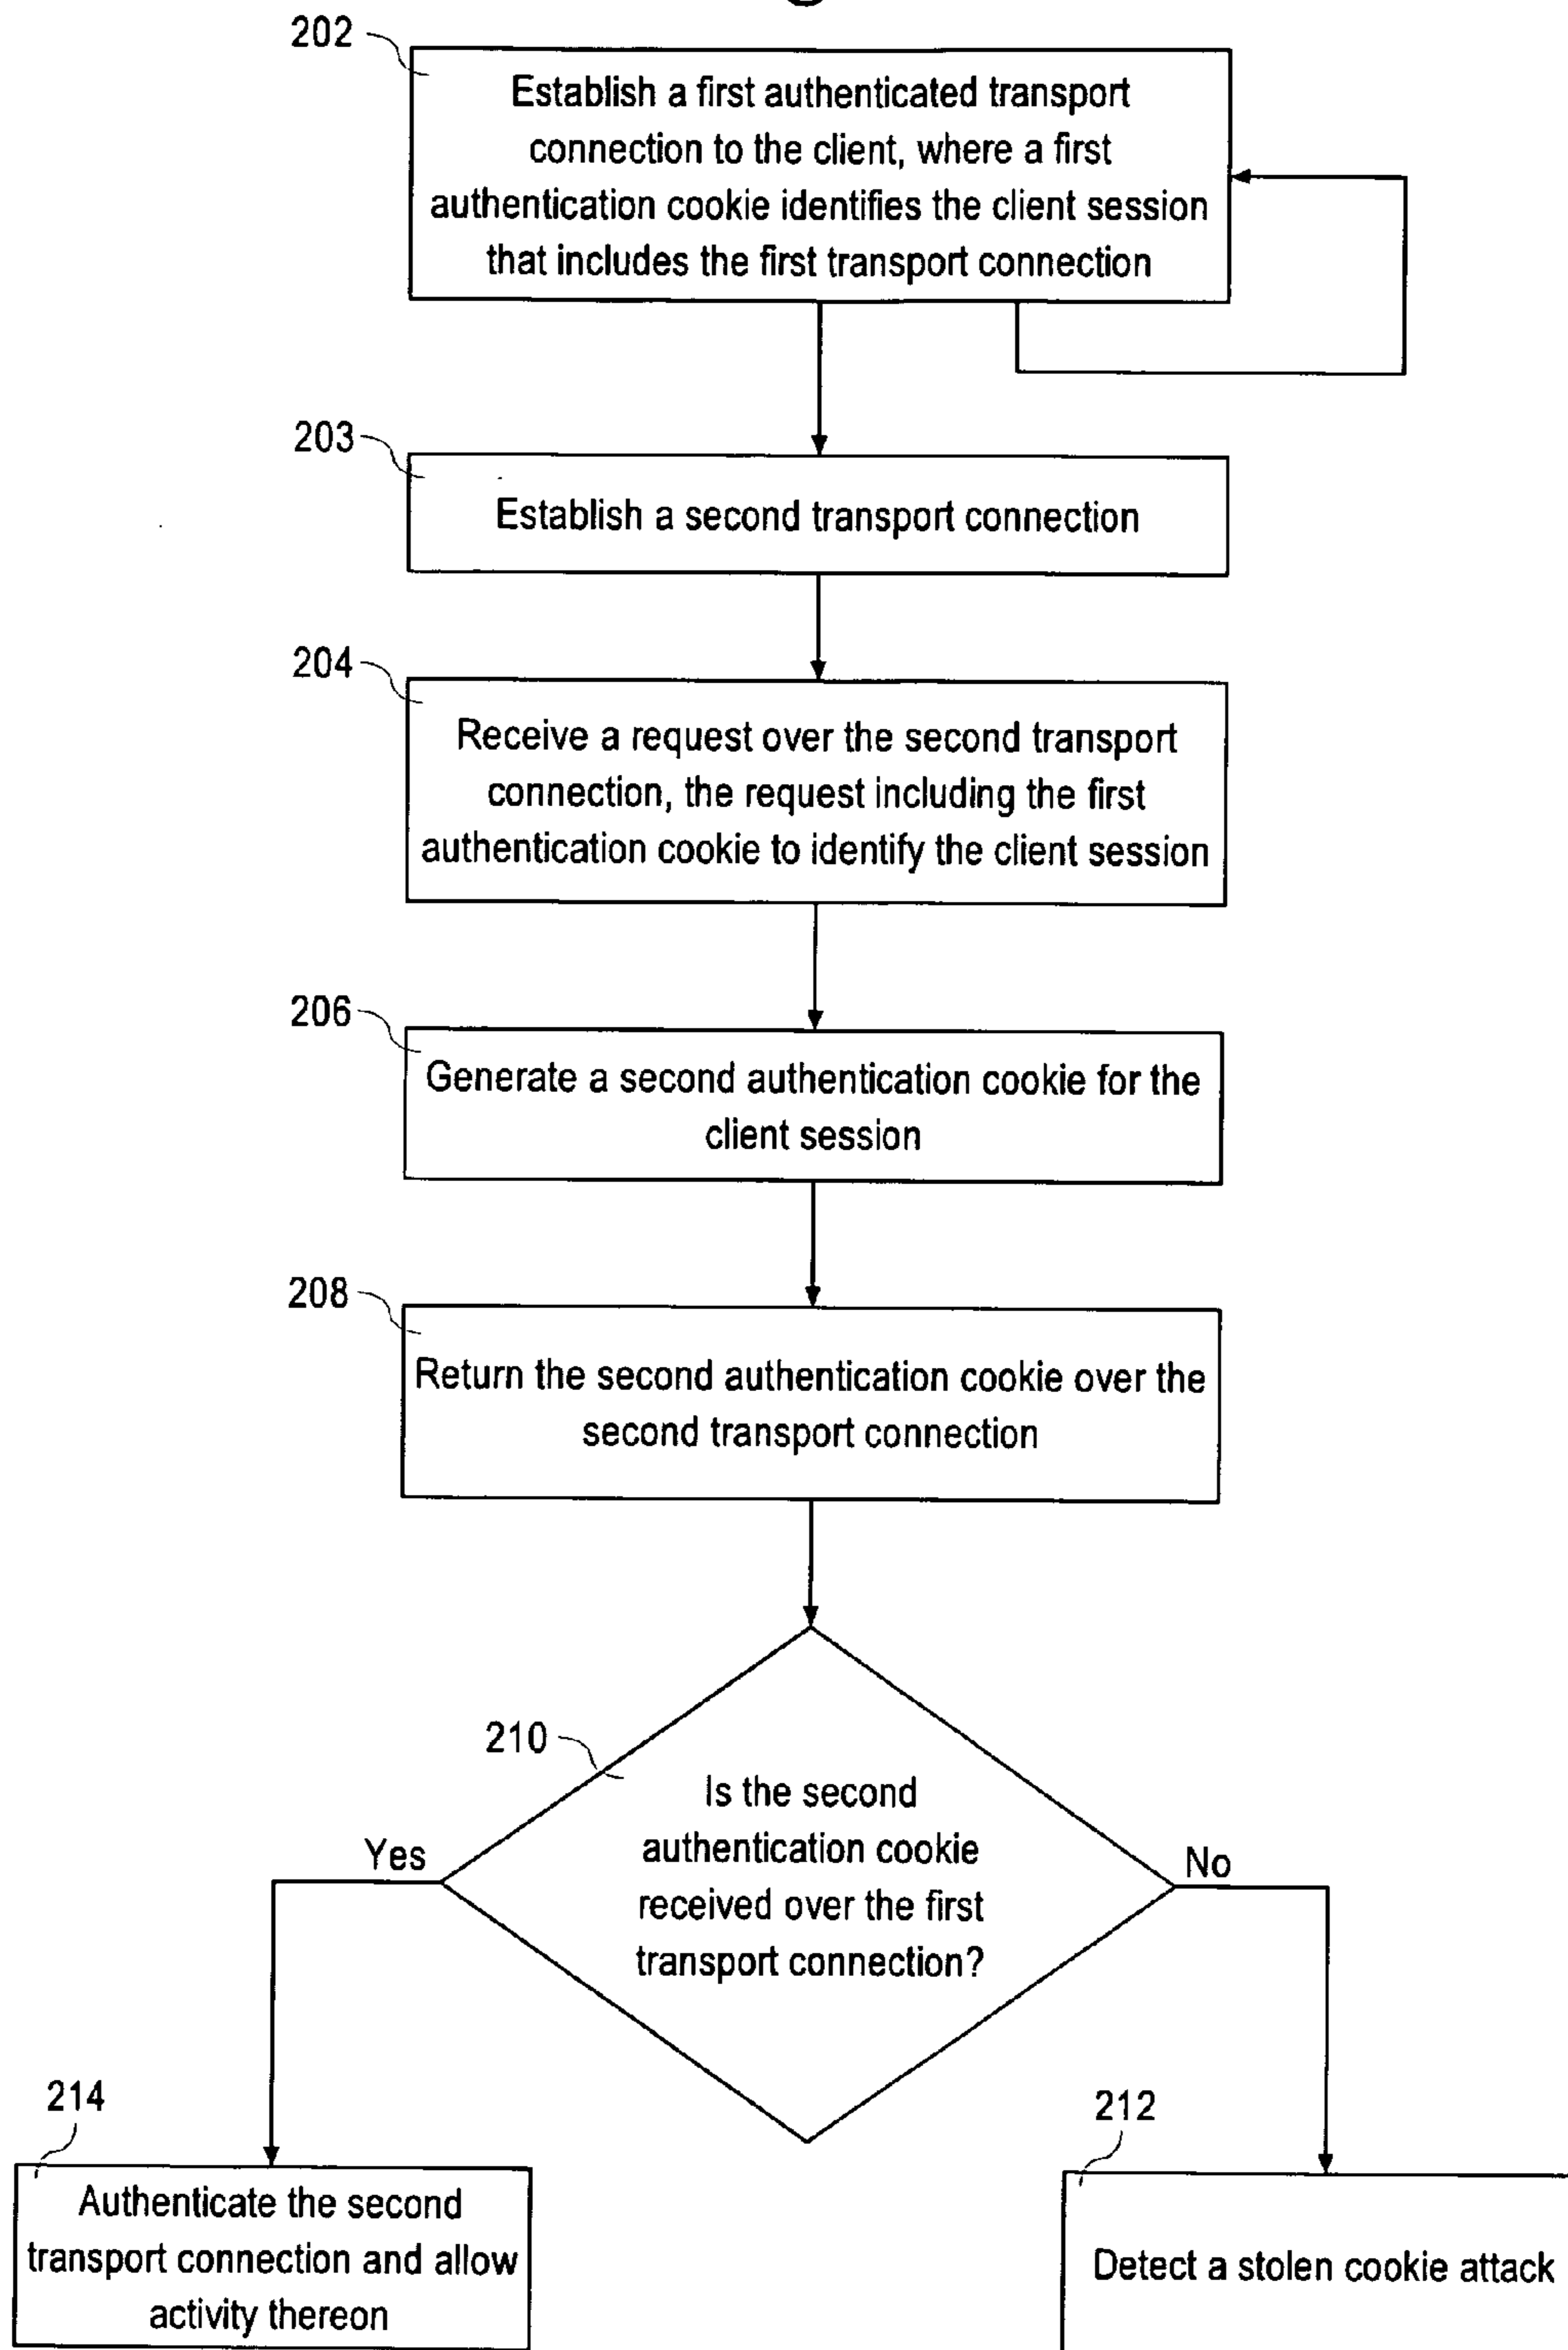 202
Establish a first authenticated transport
connection to the client, where a first
authentication cookie identifies the client session
that includes the first transport connection
203
Establish a second transport connection
204
Receive a request over the second transport
connection, the request including the first
authentication cookie to identify the client session
206
Generate a second authentication cookie for the
client session
208
Return the second authentication cookie over the
second transport connection
210
Is the second
authentication cookie
received over the first
transport connection?
Yes
No
214
Authenticate the second
transport connection and allow
activity thereon
212
Detect a stolen cookie attack